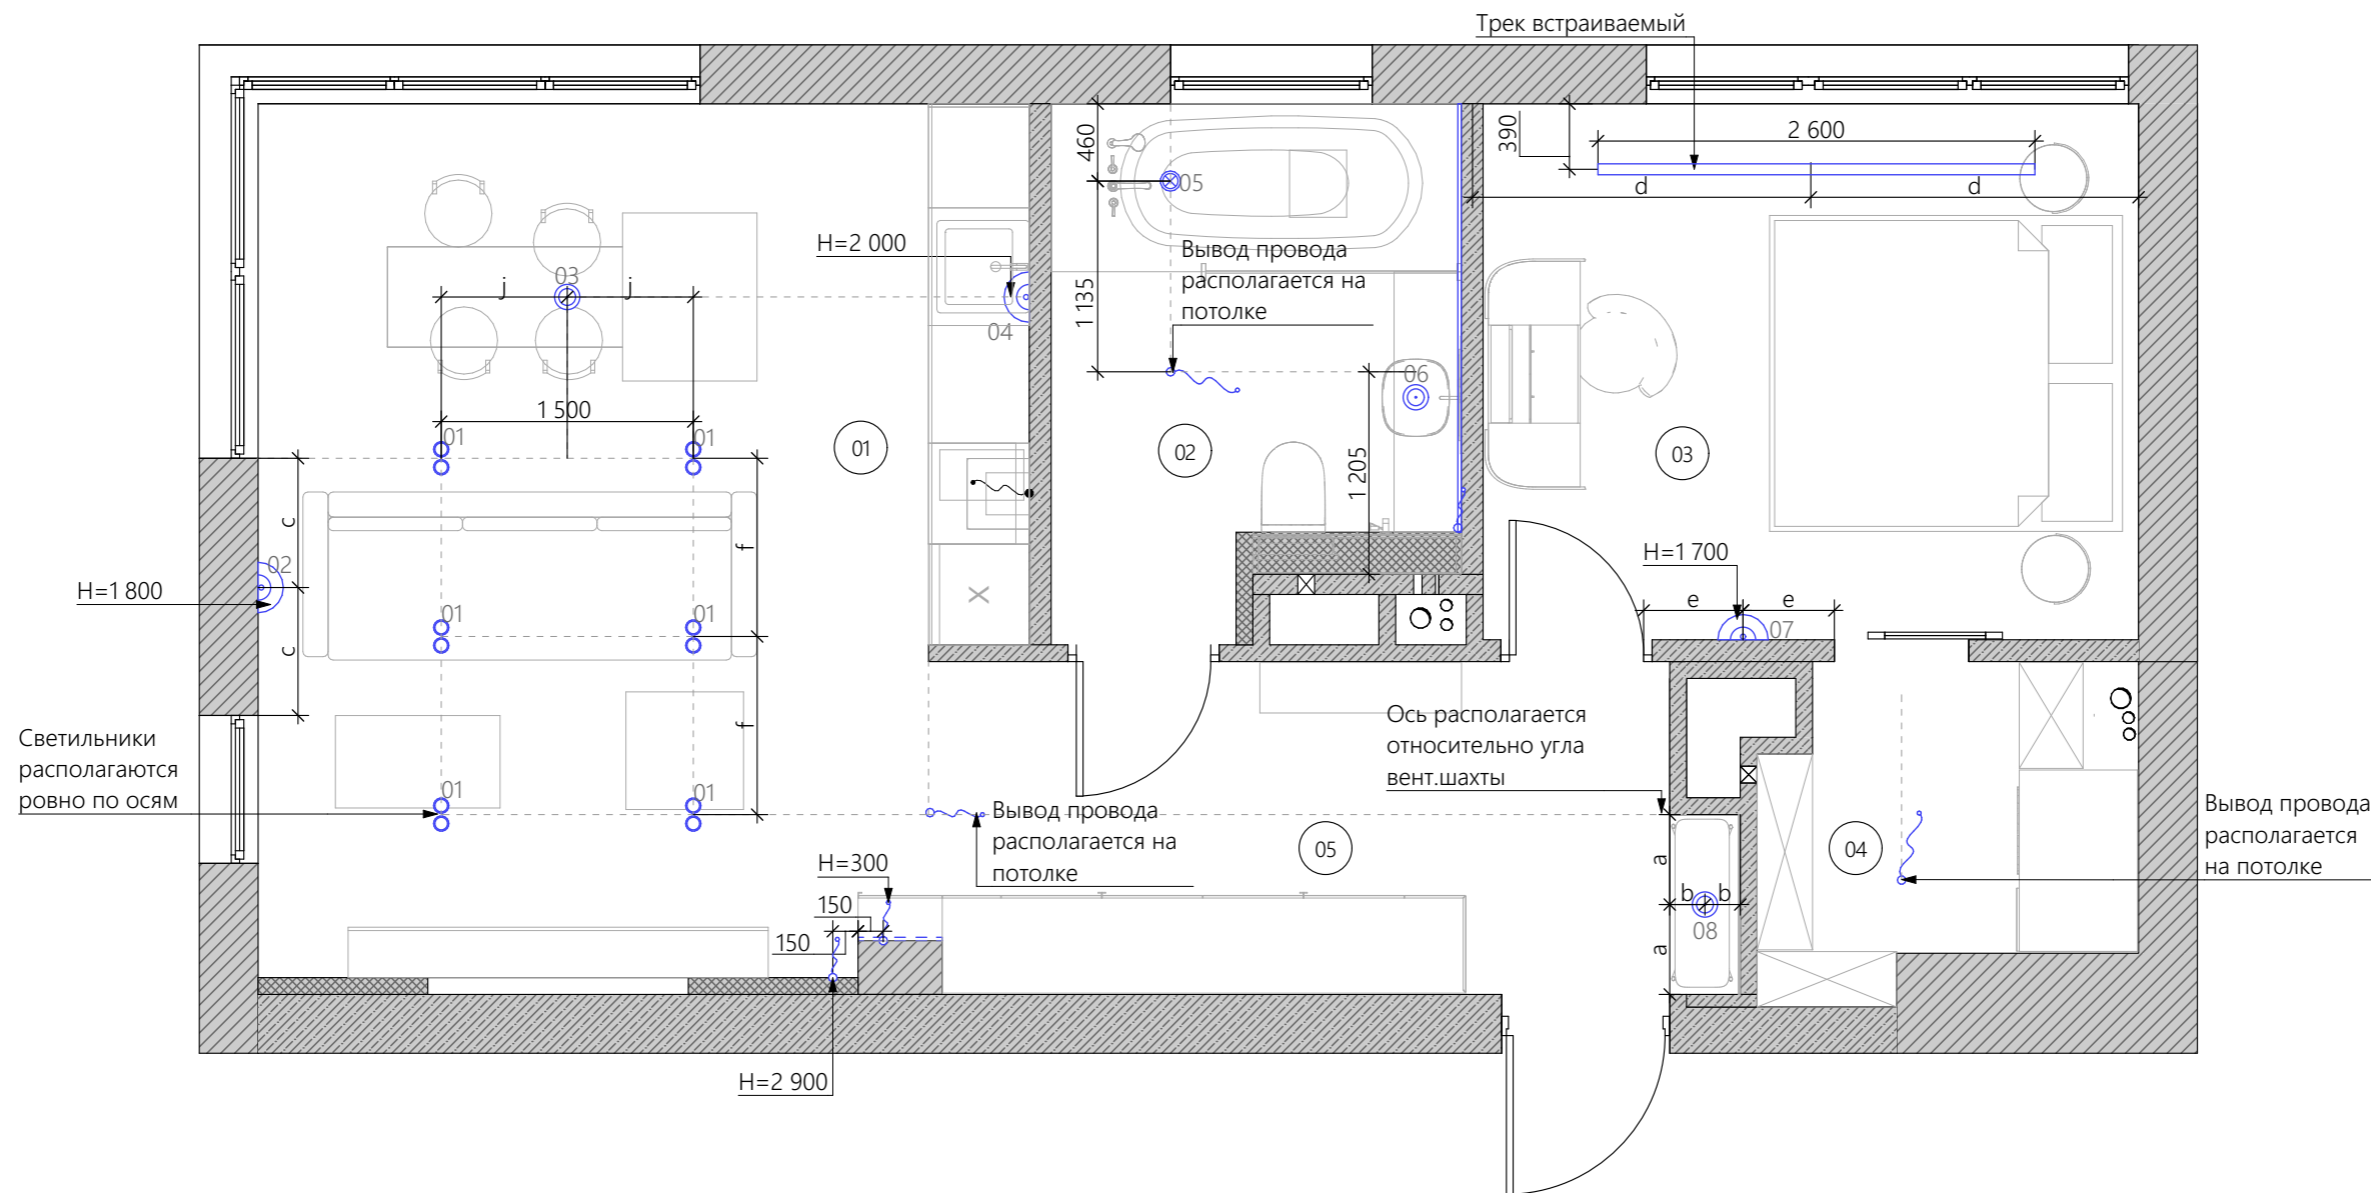 Трек встраиваемый
2 600
390
d
d
460
05
1 135
Вывод провода
располагается на
потолке
H=2 000
03
j
j
04
06
1 500
01
01
01
02
03
1 205
c
c
f
f
02
H=1 800
01
01
H=1 700
e
e
07
X
Светильники
располагаются
ровно по осям
01
01
Ось располагается
относительно угла
вент.шахты
Вывод провода
располагается на
потолке
05
04
Вывод провода
располагается
на потолке
H=300
150
150
a
a
b
b
08
H=2 900